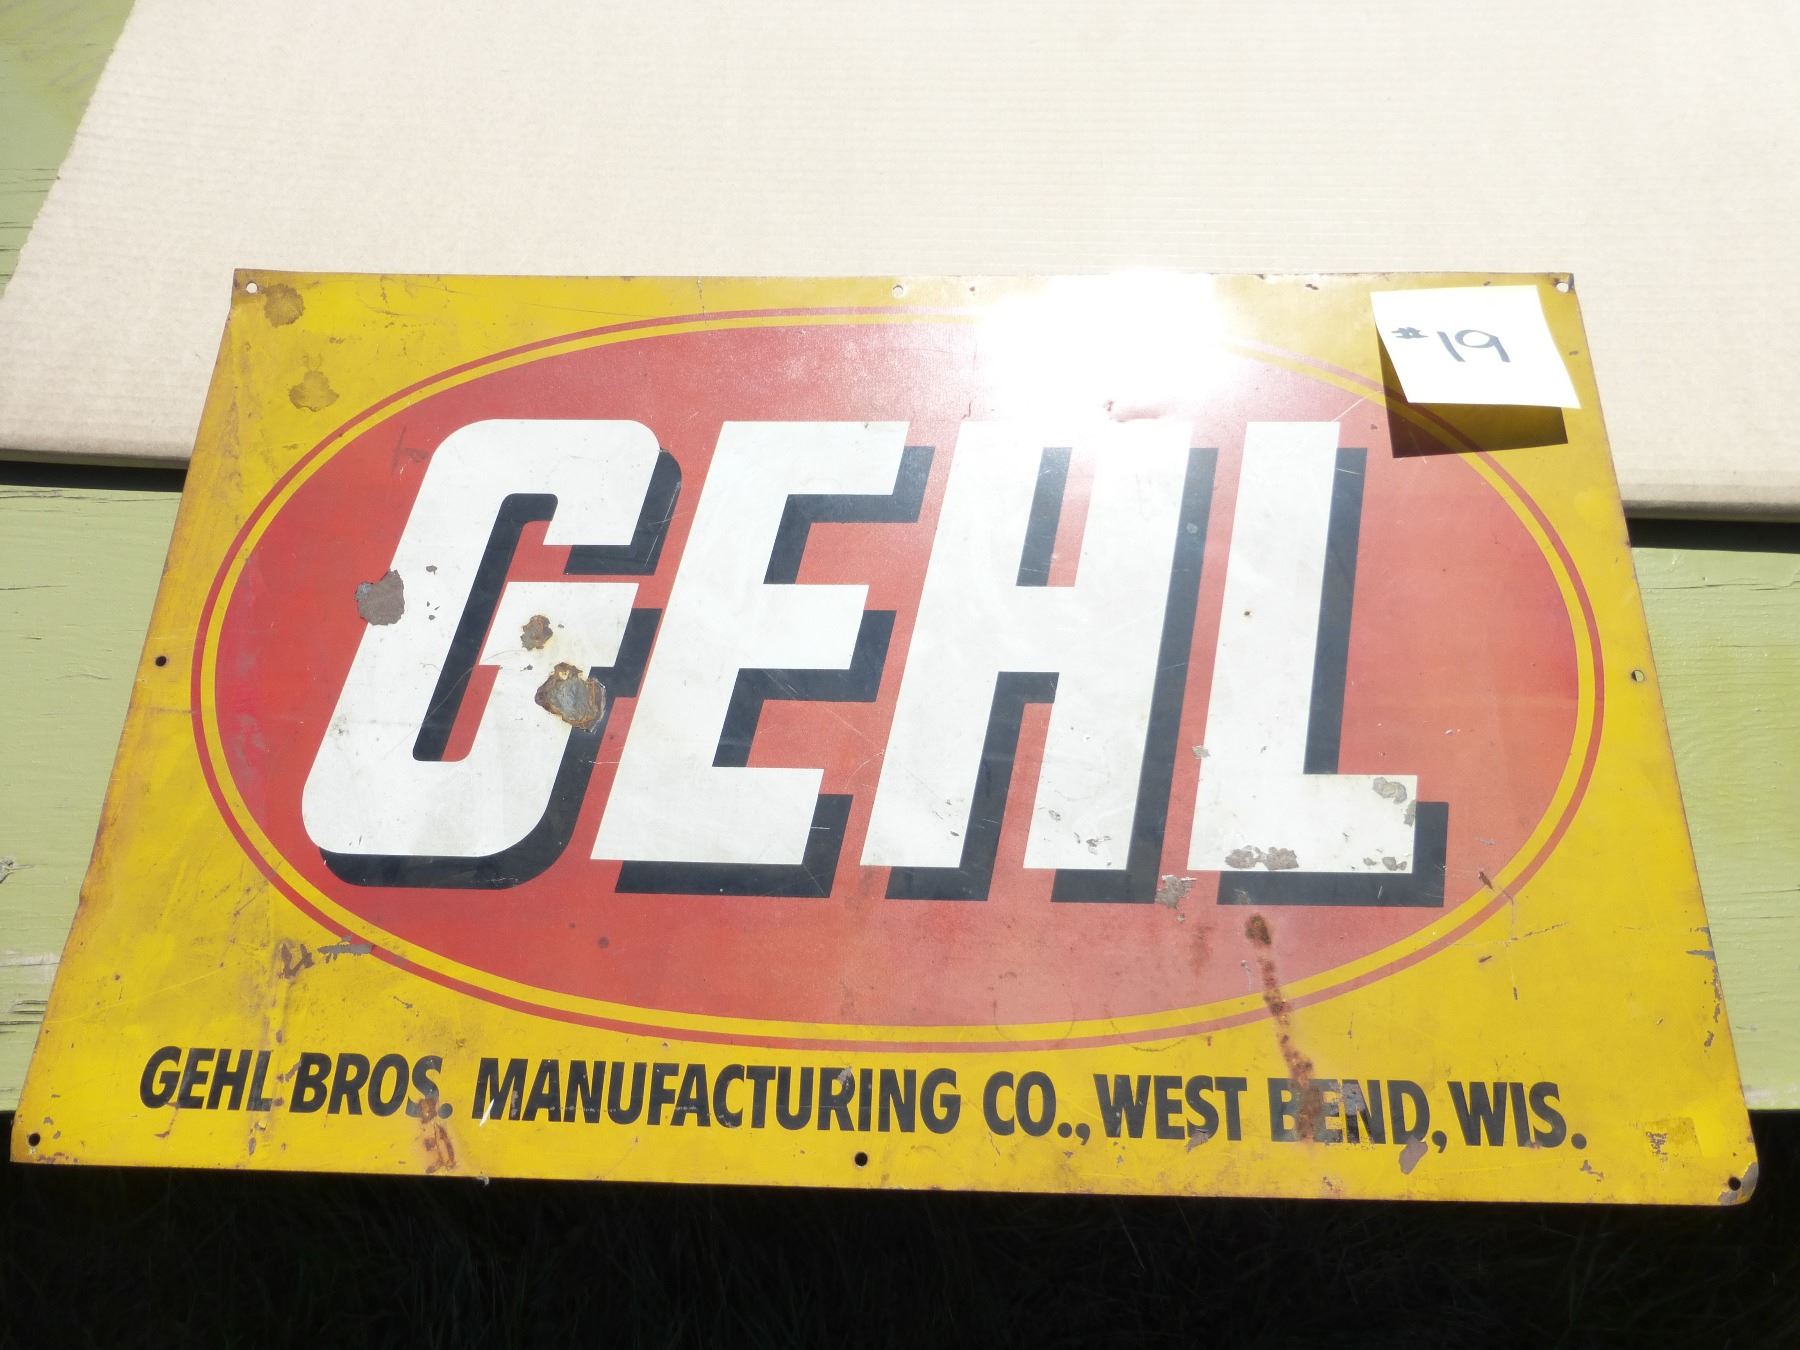 #19
GEHL
GEHL BROS. MANUFACTURING CO., WEST BEND, WIS.